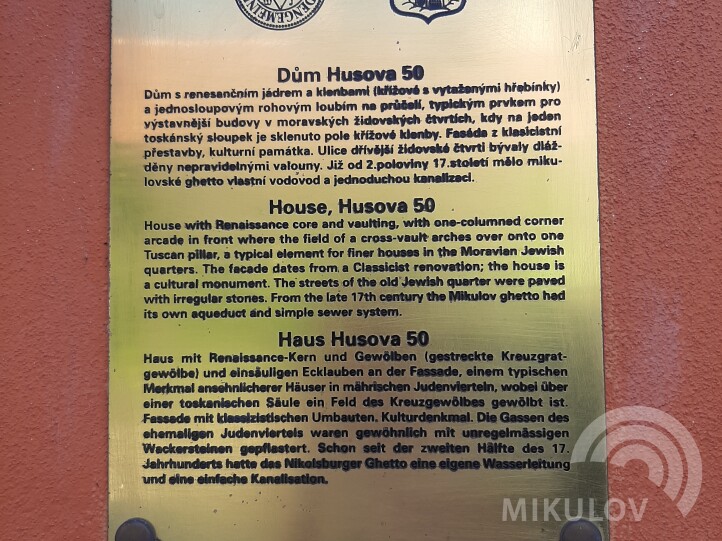 DENGEMEIN
Dům Husova 50
Dům s renesančním jádrem a klenbami (křížové s vytaženými hřebínky)
a jednosloupovým rohovým loubím na průčelí, typickým prvkem pro
výstavnější budovy v moravských židovských čtvrtích, kdy na jeden
toskánský sloupek je sklenuto pole křížové klenby. Fasáda z klasicistní
přestavby, kulturní památka. Ulice dřívější židovské čtvrti bývaly dláž-
děny nepravidelnými valouny. Již od 2.poloviny 17.století mělo miku-
lovské ghetto vlastní vodovod a jednoduchou kanalizaci.
House, Husova 50
House with Renaissance core and vaulting, with one-columned corner
arcade in front where the field of a cross-vault arches over onto one
Tuscan pillar, a typical element for finer houses in the Moravian Jewish
quarters. The facade dates from a Classicist renovation; the house is
a cultural monument. The streets of the old Jewish quarter were paved
with irregular stones. From the late 17th century the Mikulov ghetto had
its own aqueduct and simple sewer system.
Haus Husova 50
Haus mit Renaissance-Kern und Gewölben (gestreckte Kreuzgrat-
gewölbe) und einsäuligen Ecklauben an der Fassade, einem typischen
Merkmal ansehnlicherer Häuser in mährischen Judenvierteln, wobei über
einer toskanischen Säule ein Feld des Kreuzgewölbes gewölbt ist.
Fassade mit klassizistischen Umbauten. Kulturdenkmal. Die Gassen des
ehemaligen Judenviertels waren gewöhnlich mit unregelmässigen
Wackersteinen gepflastert. Schon seit der zweiten Hälfte des 17.
Jahrhunderts hatte das Nikolsburger Ghetto eine eigene Wasserleitung
und eine einfache Kanalisation.
MIKULOV